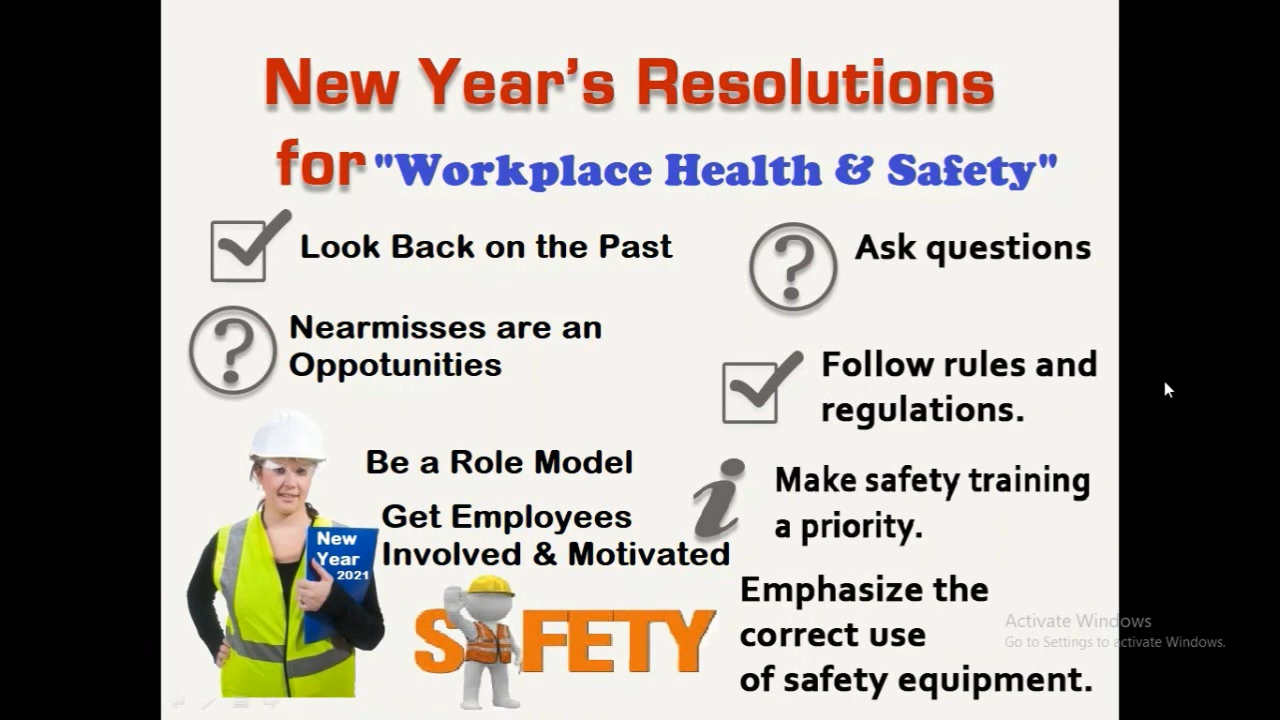 New Year's Resolutions
for "Workplace Health & Safety"
Look Back on the Past
Nearmisses are an
Oppotunities
Be a Role Model
Get Employees
Involved & Motivated
New
Year
2021
SAFETY
Ask questions
Follow rules and
regulations.
Make safety training
a priority.
Emphasize the
correct use
of safety equipment.
Activate Windows
Go to Settings to activate Windows.